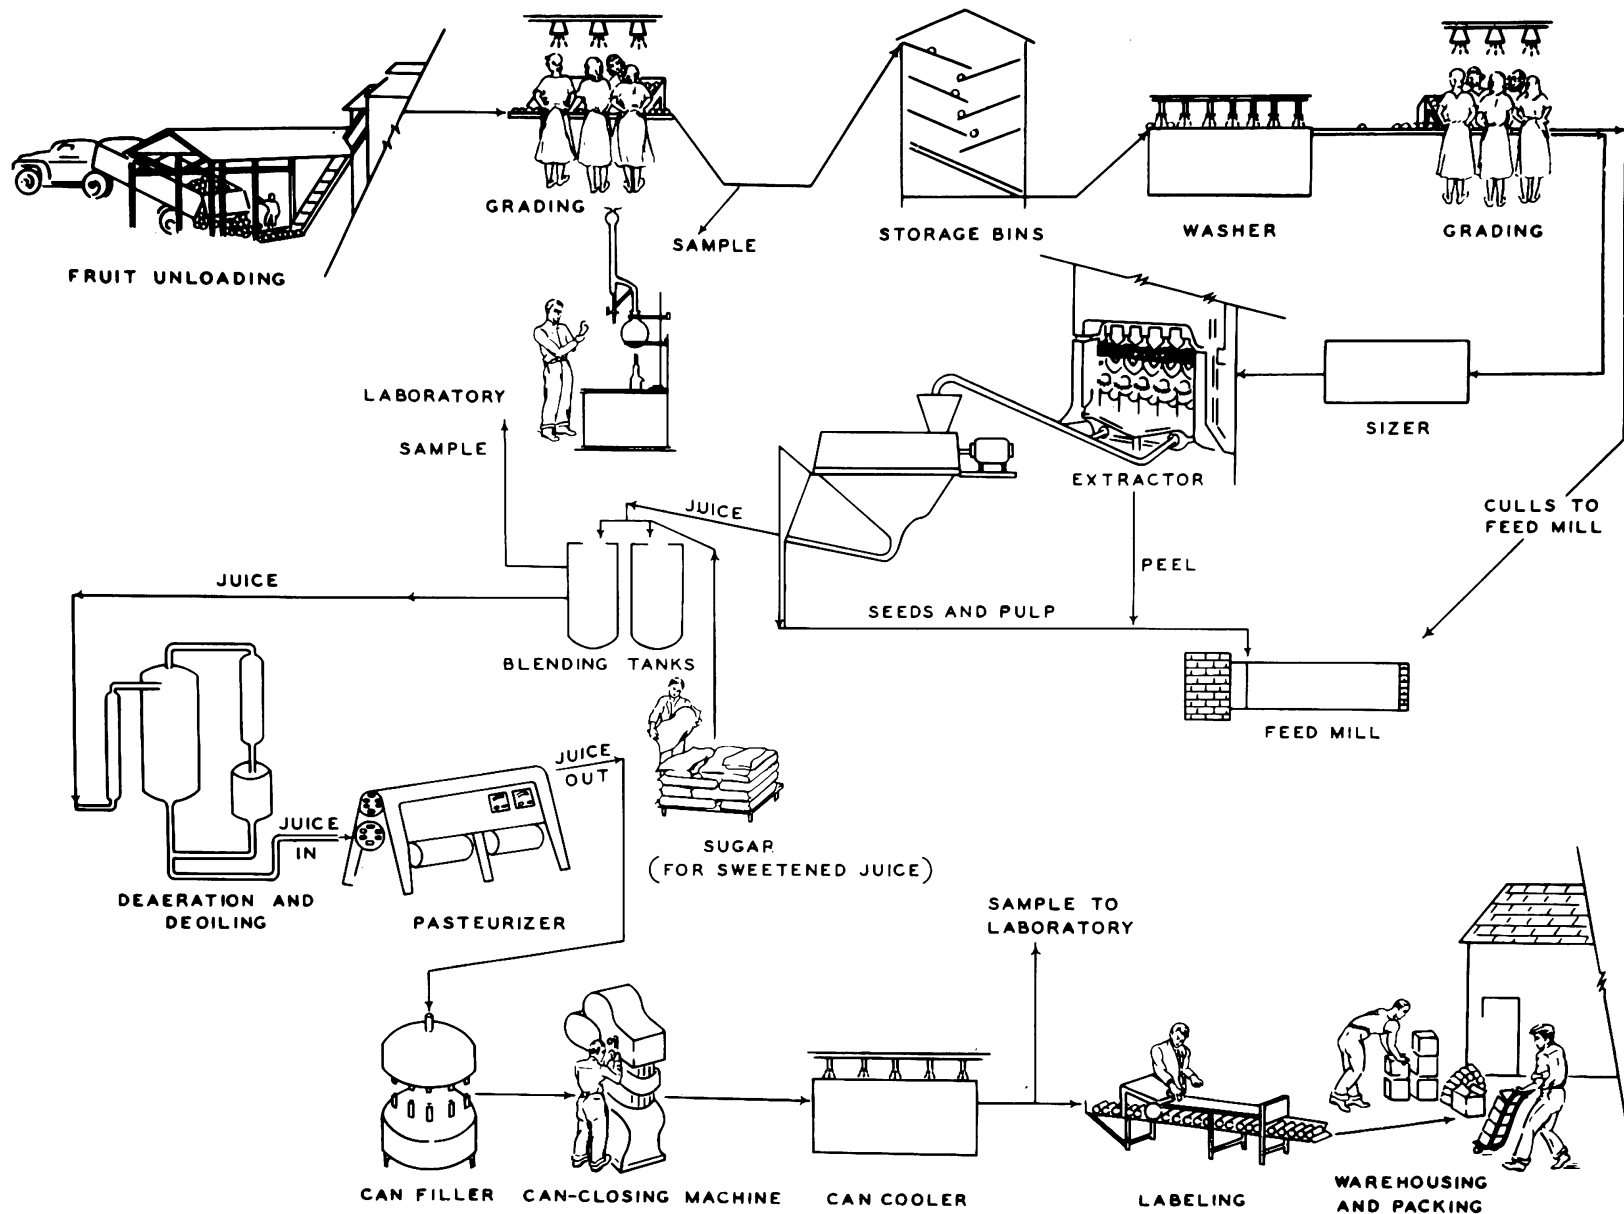 FRUIT UNLOADING
GRADING
SAMPLE
STORAGE BINS
WASHER
GRADING
LABORATORY
SAMPLE
EXTRACTOR
SIZER
CULLS TO
FEED MILL
JUICE
PEEL
JUICE
SEEDS AND PULP
BLENDING TANKS
FEED MILL
JUICE
OUT
JUICE
IN
SUGAR
(FOR SWEETENED JUICE)
DEAERATION AND
DEOILING
PASTEURIZER
SAMPLE TO
LABORATORY
CAN FILLER
CAN-CLOSING MACHINE
CAN COOLER
LABELING
WAREHOUSING
AND PACKING